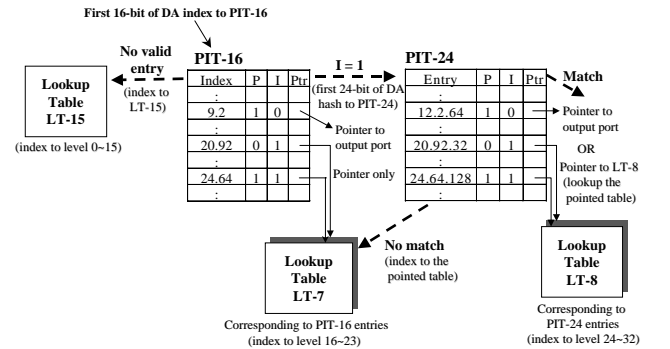 First 16-bit of DA index to PIT-16
No valid
entry
(index to
LT-15)
Lookup
Table
LT-15
(index to level 0~15)
PIT-16
Index P I Ptr
:
9.2 1 0
:
20.92 0 1
:
24.64 1 1
:
I = 1
(first 24-bit of DA
hash to PIT-24)
Pointer to
output port
Pointer only
PIT-24
Entry P I Ptr
:
12.2.64 1 0
:
20.92.32 0 1
:
24.64.128 1 1
:
Match
Pointer to
output port
OR
Pointer to LT-8
(lookup the
pointed table)
No match
(index to the
pointed table)
Lookup
Table
LT-7
Corresponding to PIT-16 entries
(index to level 16~23)
Lookup
Table
LT-8
Corresponding to
PIT-24 entries
(index to level 24~32)